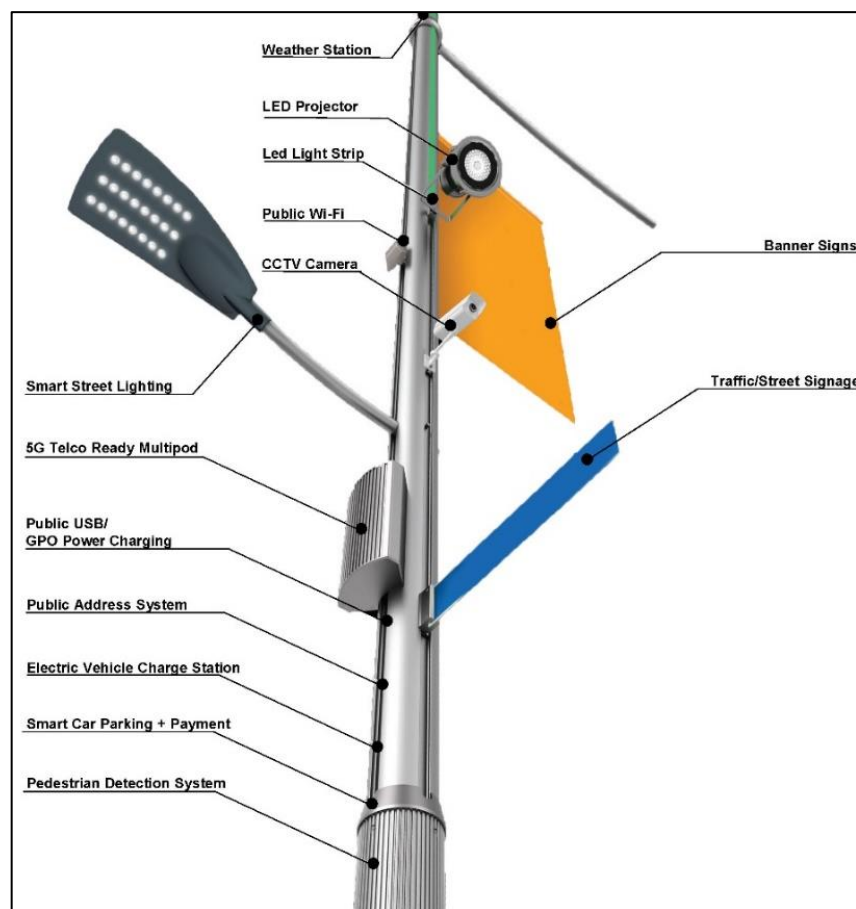 Weather Station
LED Projector
Led Light Strip
Public Wi-Fi
CCTV Camera
Banner Signs
Smart Street Lighting
Traffic/Street Signage
5G Telco Ready Multipod
Public USB/
GPO Power Charging
Public Address System
Electric Vehicle Charge Station
Smart Car Parking + Payment
Pedestrian Detection System